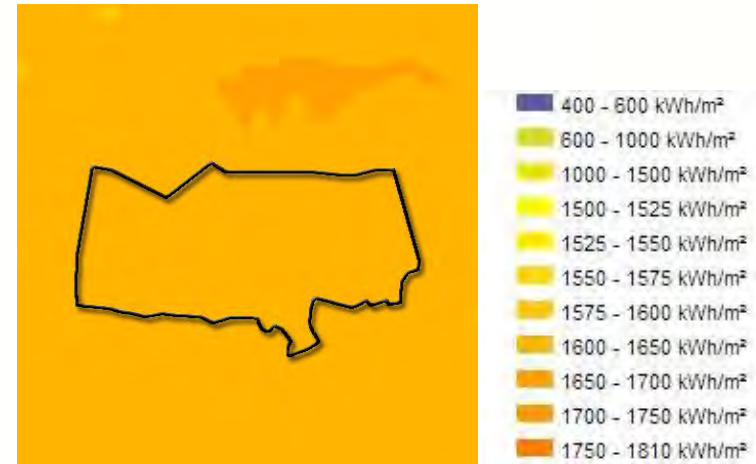 400 - 600 kWh/m²
600 - 1000 kWh/m²
1000 - 1500 kWh/m²
1500 - 1525 kWh/m²
1525 - 1550 kWh/m²
1550 - 1575 kWh/m²
1575 - 1600 kWh/m²
1600 - 1650 kWh/m²
1650 - 1700 kWh/m²
1700 - 1750 kWh/m²
1750 - 1810 kWh/m²